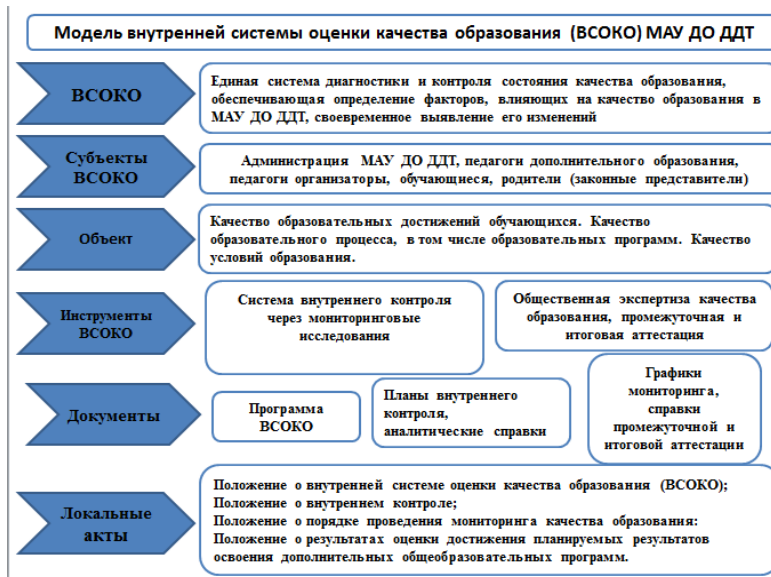 Модель внутренней системы оценки качества образования (ВСОКО) МАУ ДО ДДТ
ВСОКО
Единая система диагностики и контроля состояния качества образования,
обеспечивающая определение факторов, влияющих на качество образования в
МАУ ДО ДДТ, своевременное выявление его изменений
Субъекты
ВСОКО
Администрация МАУ ДО ДДТ, педагоги дополнительного образования,
педагоги организаторы, обучающиеся, родители (законные представители)
Объект
Качество образовательных достижений обучающихся. Качество
образовательного процесса, в том числе образовательных программ. Качество
условий образования.
Инструменты
ВСОКО
Система внутреннего контроля
через мониторинговые
исследования
Общественная экспертиза качества
образования, промежуточная и
итоговая аттестация
Документы
Программа
ВСОКО
Планы внутреннего
контроля,
аналитические справки
Графики
мониторинга,
справки
промежуточной и
итоговой аттестации
Локальные
акты
Положение о внутренней системе оценки качества образования (ВСОКО);
Положение о внутреннем контроле;
Положение о порядке проведения мониторинга качества образования:
Положение о результатах оценки достижения планируемых результатов
освоения дополнительных общеобразовательных программ.